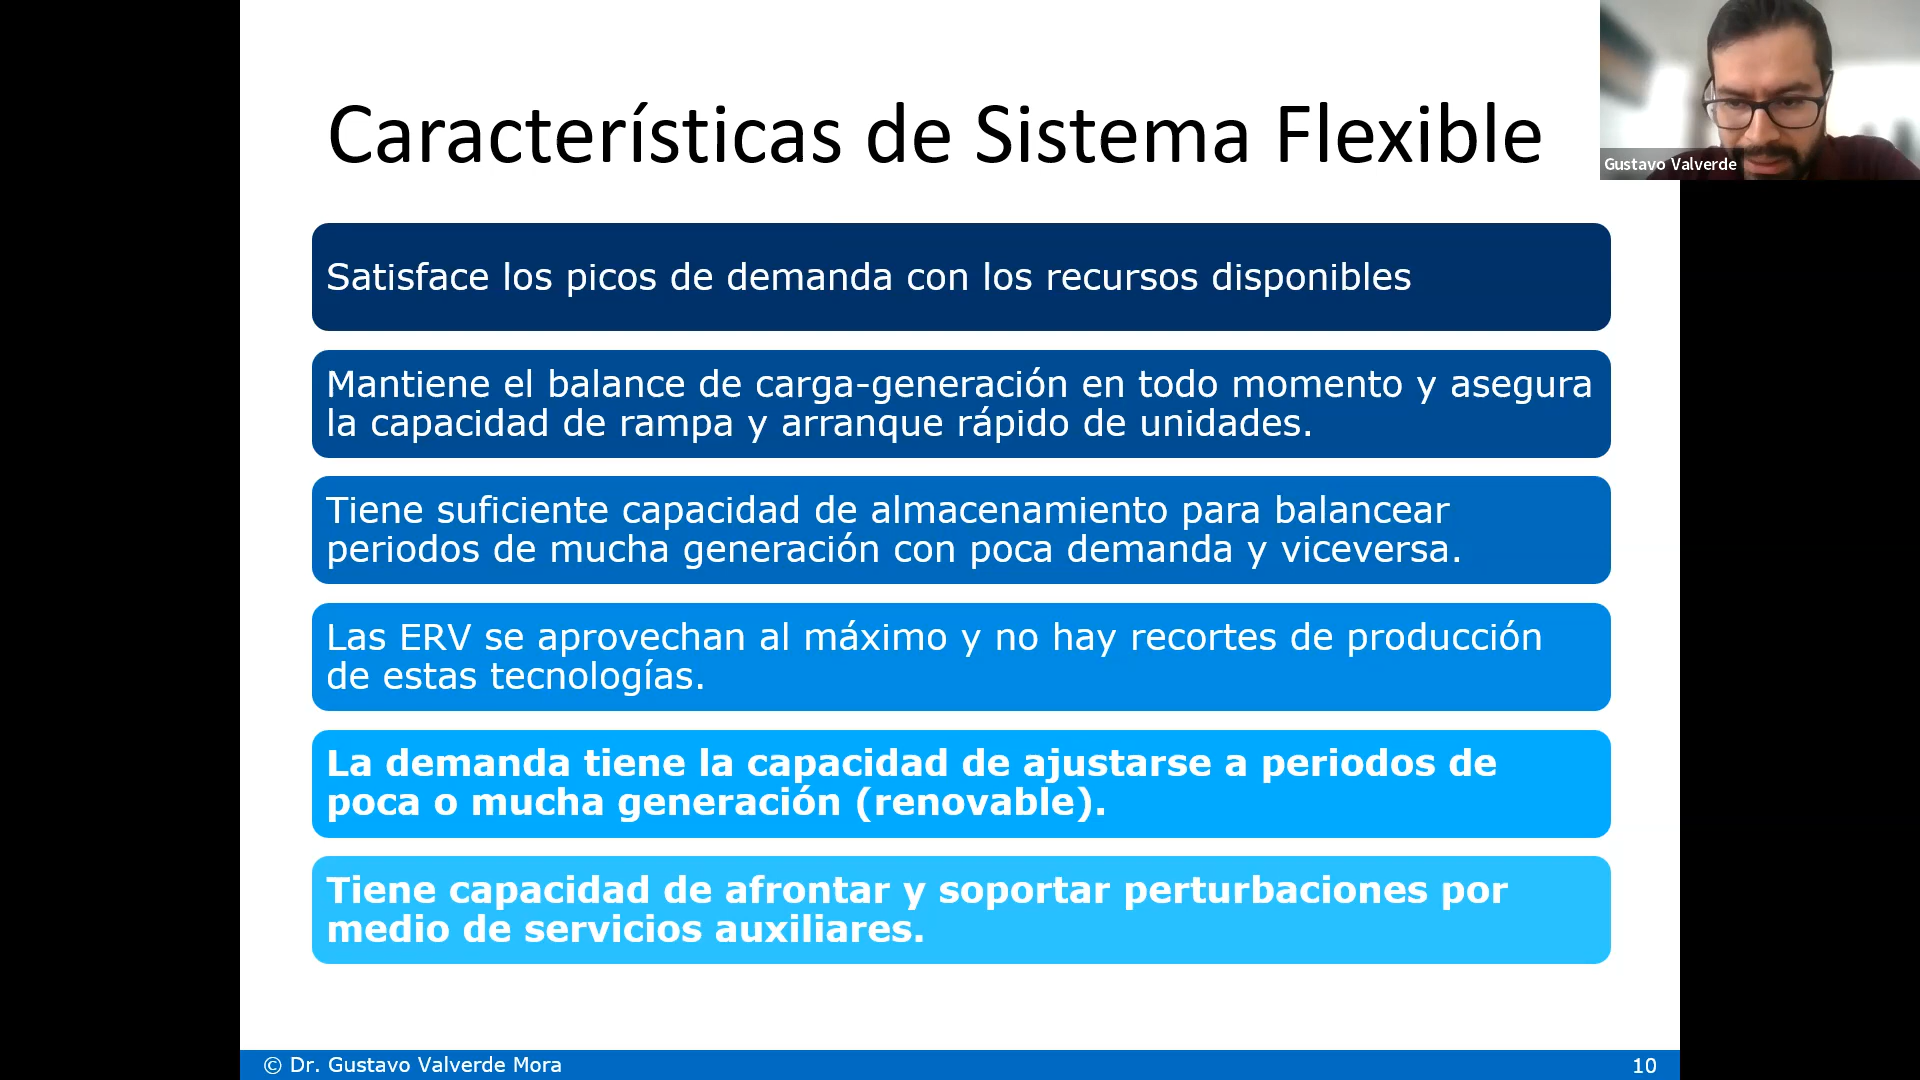 Características de Sistema Flexible
Gustavo Valverde
Satisface los picos de demanda con los recursos disponibles
Mantiene el balance de carga-generación en todo momento y asegura
la capacidad de rampa y arranque rápido de unidades.
Tiene suficiente capacidad de almacenamiento para balancear
periodos de mucha generación con poca demanda y viceversa.
Las ERV se aprovechan al máximo y no hay recortes de producción
de estas tecnologías.
La demanda tiene la capacidad de ajustarse a periodos de
poca o mucha generación (renovable).
Tiene capacidad de afrontar y soportar perturbaciones por
medio de servicios auxiliares.
© Dr. Gustavo Valverde Mora
10